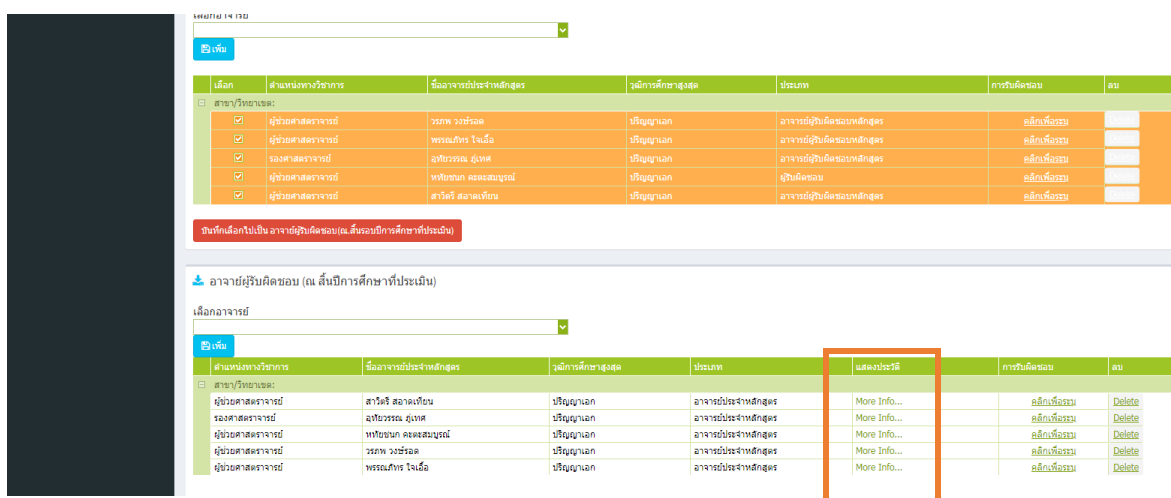 เลือกอาจารย์
เพิ่ม
เลือก ตำแหน่งทางวิชาการ ชื่ออาจารย์ประจำหลักสูตร วุฒิการศึกษาสูงสุด ประเภท การรับผิดชอบ ลบ
สาขา/วิทยาเขต:
ผู้ช่วยศาสตราจารย์ วรภพ วงษ์รอด ปริญญาเอก อาจารย์ผู้รับผิดชอบหลักสูตร คลิกเพื่อระบุ
ผู้ช่วยศาสตราจารย์ พรรณภัทร ใจเอื้อ ปริญญาเอก อาจารย์ผู้รับผิดชอบหลักสูตร คลิกเพื่อระบุ
รองศาสตราจารย์ อุทัยวรรณ ภู่เทศ ปริญญาเอก อาจารย์ผู้รับผิดชอบหลักสูตร คลิกเพื่อระบุ
ผู้ช่วยศาสตราจารย์ หทัยชนก คะตะสมบูรณ์ ปริญญาเอก ผู้รับผิดชอบ คลิกเพื่อระบุ
ผู้ช่วยศาสตราจารย์ สาวิตรี สอาดเทียน ปริญญาเอก อาจารย์ผู้รับผิดชอบหลักสูตร คลิกเพื่อระบุ
บันทึกเลือกไปเป็น อาจารย์ผู้รับผิดชอบ(ณ.สิ้นรอบปีการศึกษาที่ประเมิน)
อาจาย์ผู้รับผิดชอบ (ณ สิ้นปีการศึกษาที่ประเมิน)
เลือกอาจารย์
เพิ่ม
ตำแหน่งทางวิชาการ ชื่ออาจารย์ประจำหลักสูตร วุฒิการศึกษาสูงสุด ประเภท แสดงประวัติ การรับผิดชอบ ลบ
สาขา/วิทยาเขต:
ผู้ช่วยศาสตราจารย์ สาวิตรี สอาดเทียน ปริญญาเอก อาจารย์ประจำหลักสูตร More Info... คลิกเพื่อระบุ Delete
รองศาสตราจารย์ อุทัยวรรณ ภู่เทศ ปริญญาเอก อาจารย์ประจำหลักสูตร More Info... คลิกเพื่อระบุ Delete
ผู้ช่วยศาสตราจารย์ หทัยชนก คะตะสมบูรณ์ ปริญญาเอก อาจารย์ประจำหลักสูตร More Info... คลิกเพื่อระบุ Delete
ผู้ช่วยศาสตราจารย์ วรภพ วงษ์รอด ปริญญาเอก อาจารย์ประจำหลักสูตร More Info... คลิกเพื่อระบุ Delete
ผู้ช่วยศาสตราจารย์ พรรณภัทร ใจเอื้อ ปริญญาเอก อาจารย์ประจำหลักสูตร More Info... คลิกเพื่อระบุ Delete